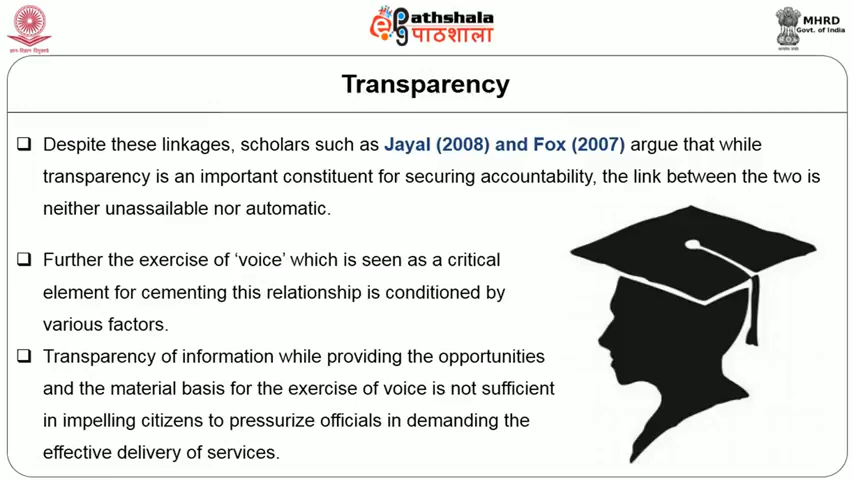 ePathshala
पाठशाला
MHRD
Govt. of India
Transparency
Despite these linkages, scholars such as Jayal (2008) and Fox (2007) argue that while
transparency is an important constituent for securing accountability, the link between the two is
neither unassailable nor automatic.
Further the exercise of ‘voice’ which is seen as a critical
element for cementing this relationship is conditioned by
various factors.
Transparency of information while providing the opportunities
and the material basis for the exercise of voice is not sufficient
in impelling citizens to pressurize officials in demanding the
effective delivery of services.